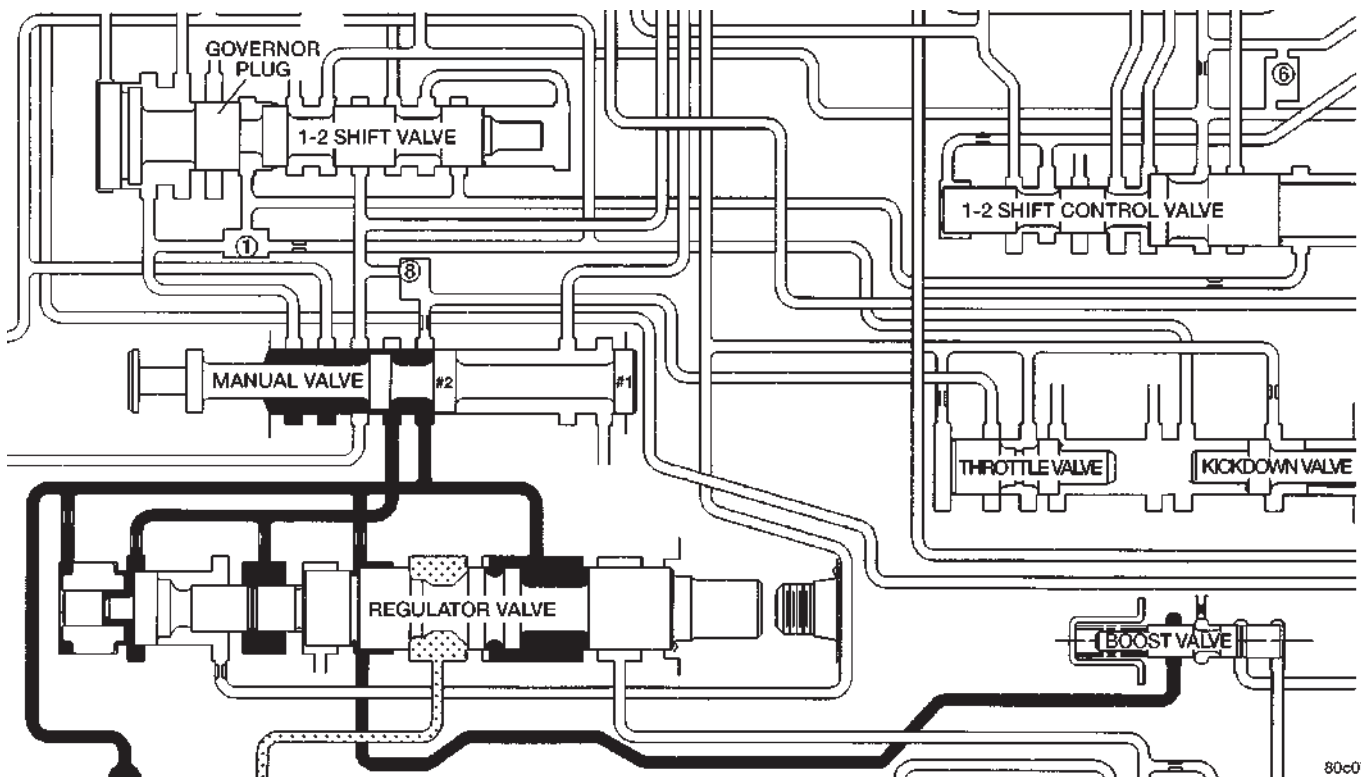 GOVERNOR
PLUG
6
1-2 SHIFT VALVE
1-2 SHIFT CONTROL VALVE
1
8
MANUAL VALVE
#2
#1
THROTTLE VALVE
KICKDOWN VALVE
REGULATOR VALVE
BOOST VALVE
80c0